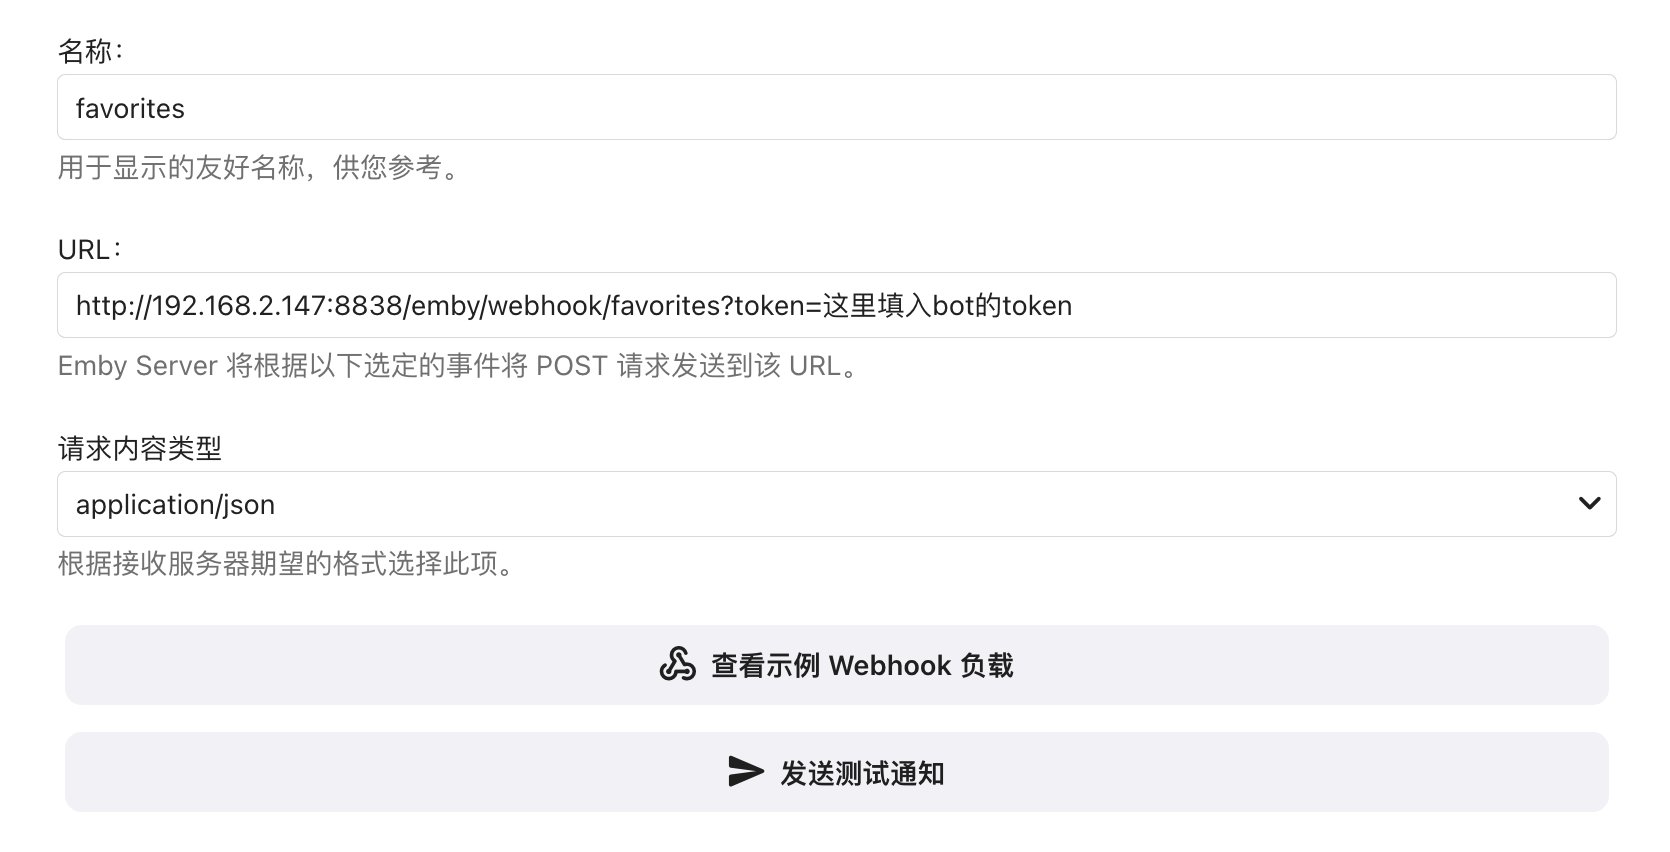 名称：
favorites
用于显示的友好名称，供您参考。
URL：
http://192.168.2.147:8838/emby/webhook/favorites?token=这里填入bot的token
Emby Server 将根据以下选定的事件将 POST 请求发送到该 URL。
请求内容类型
application/json
根据接收服务器期望的格式选择此项。
查看示例 Webhook 负载
发送测试通知